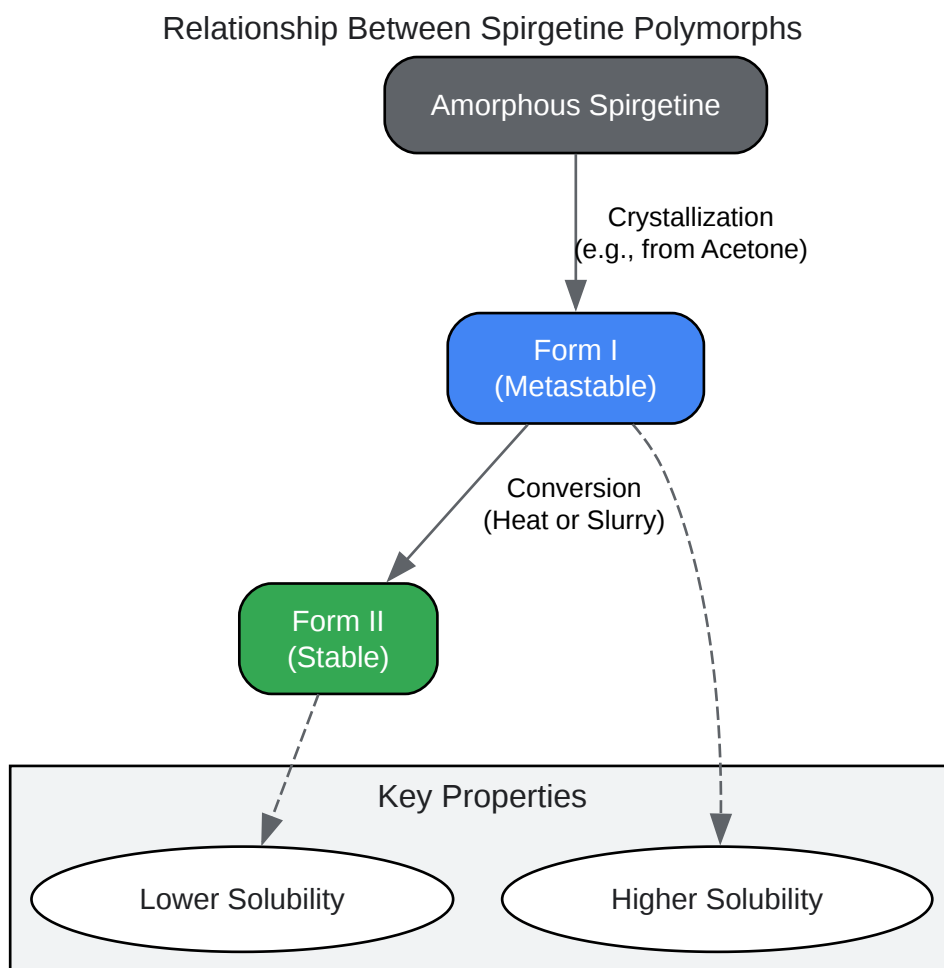 Relationship Between Spirgetine Polymorphs
Amorphous Spirgetine
Crystallization
(e.g., from Acetone)
Form I
(Metastable)
Conversion
(Heat or Slurry)
Form II
(Stable)
Key Properties
Lower Solubility
Higher Solubility